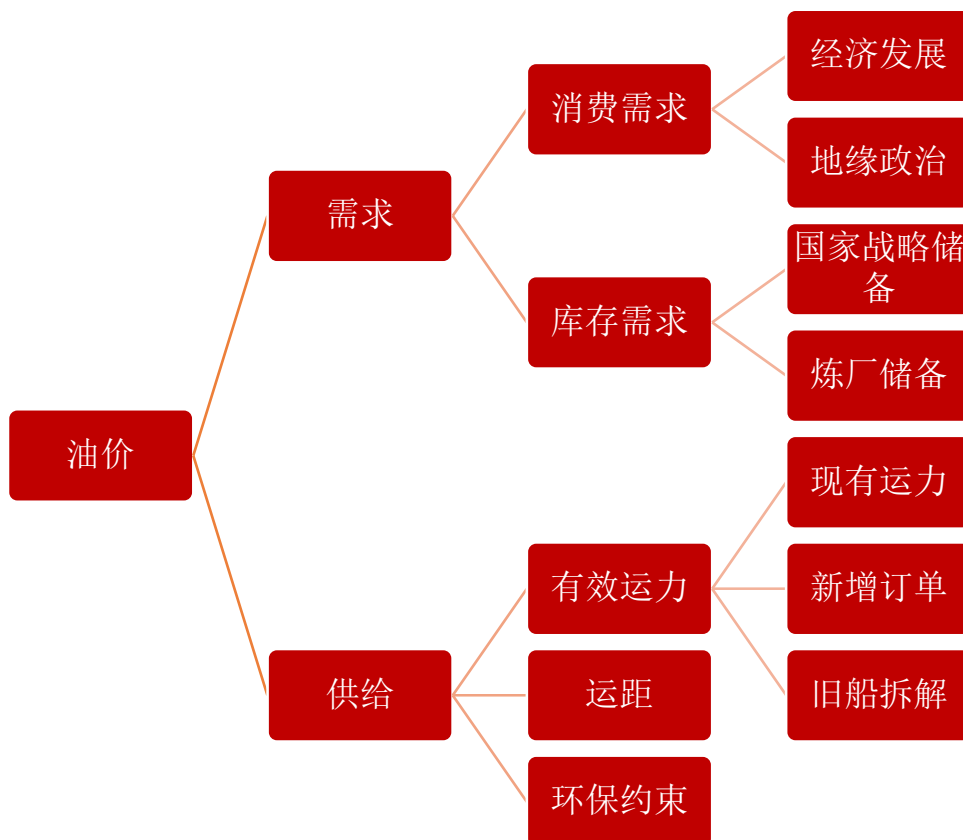 经济发展
消费需求
地缘政治
需求
国家战略储
备
库存需求
炼厂储备
油价
现有运力
有效运力
新增订单
供给
运距
旧船拆解
环保约束